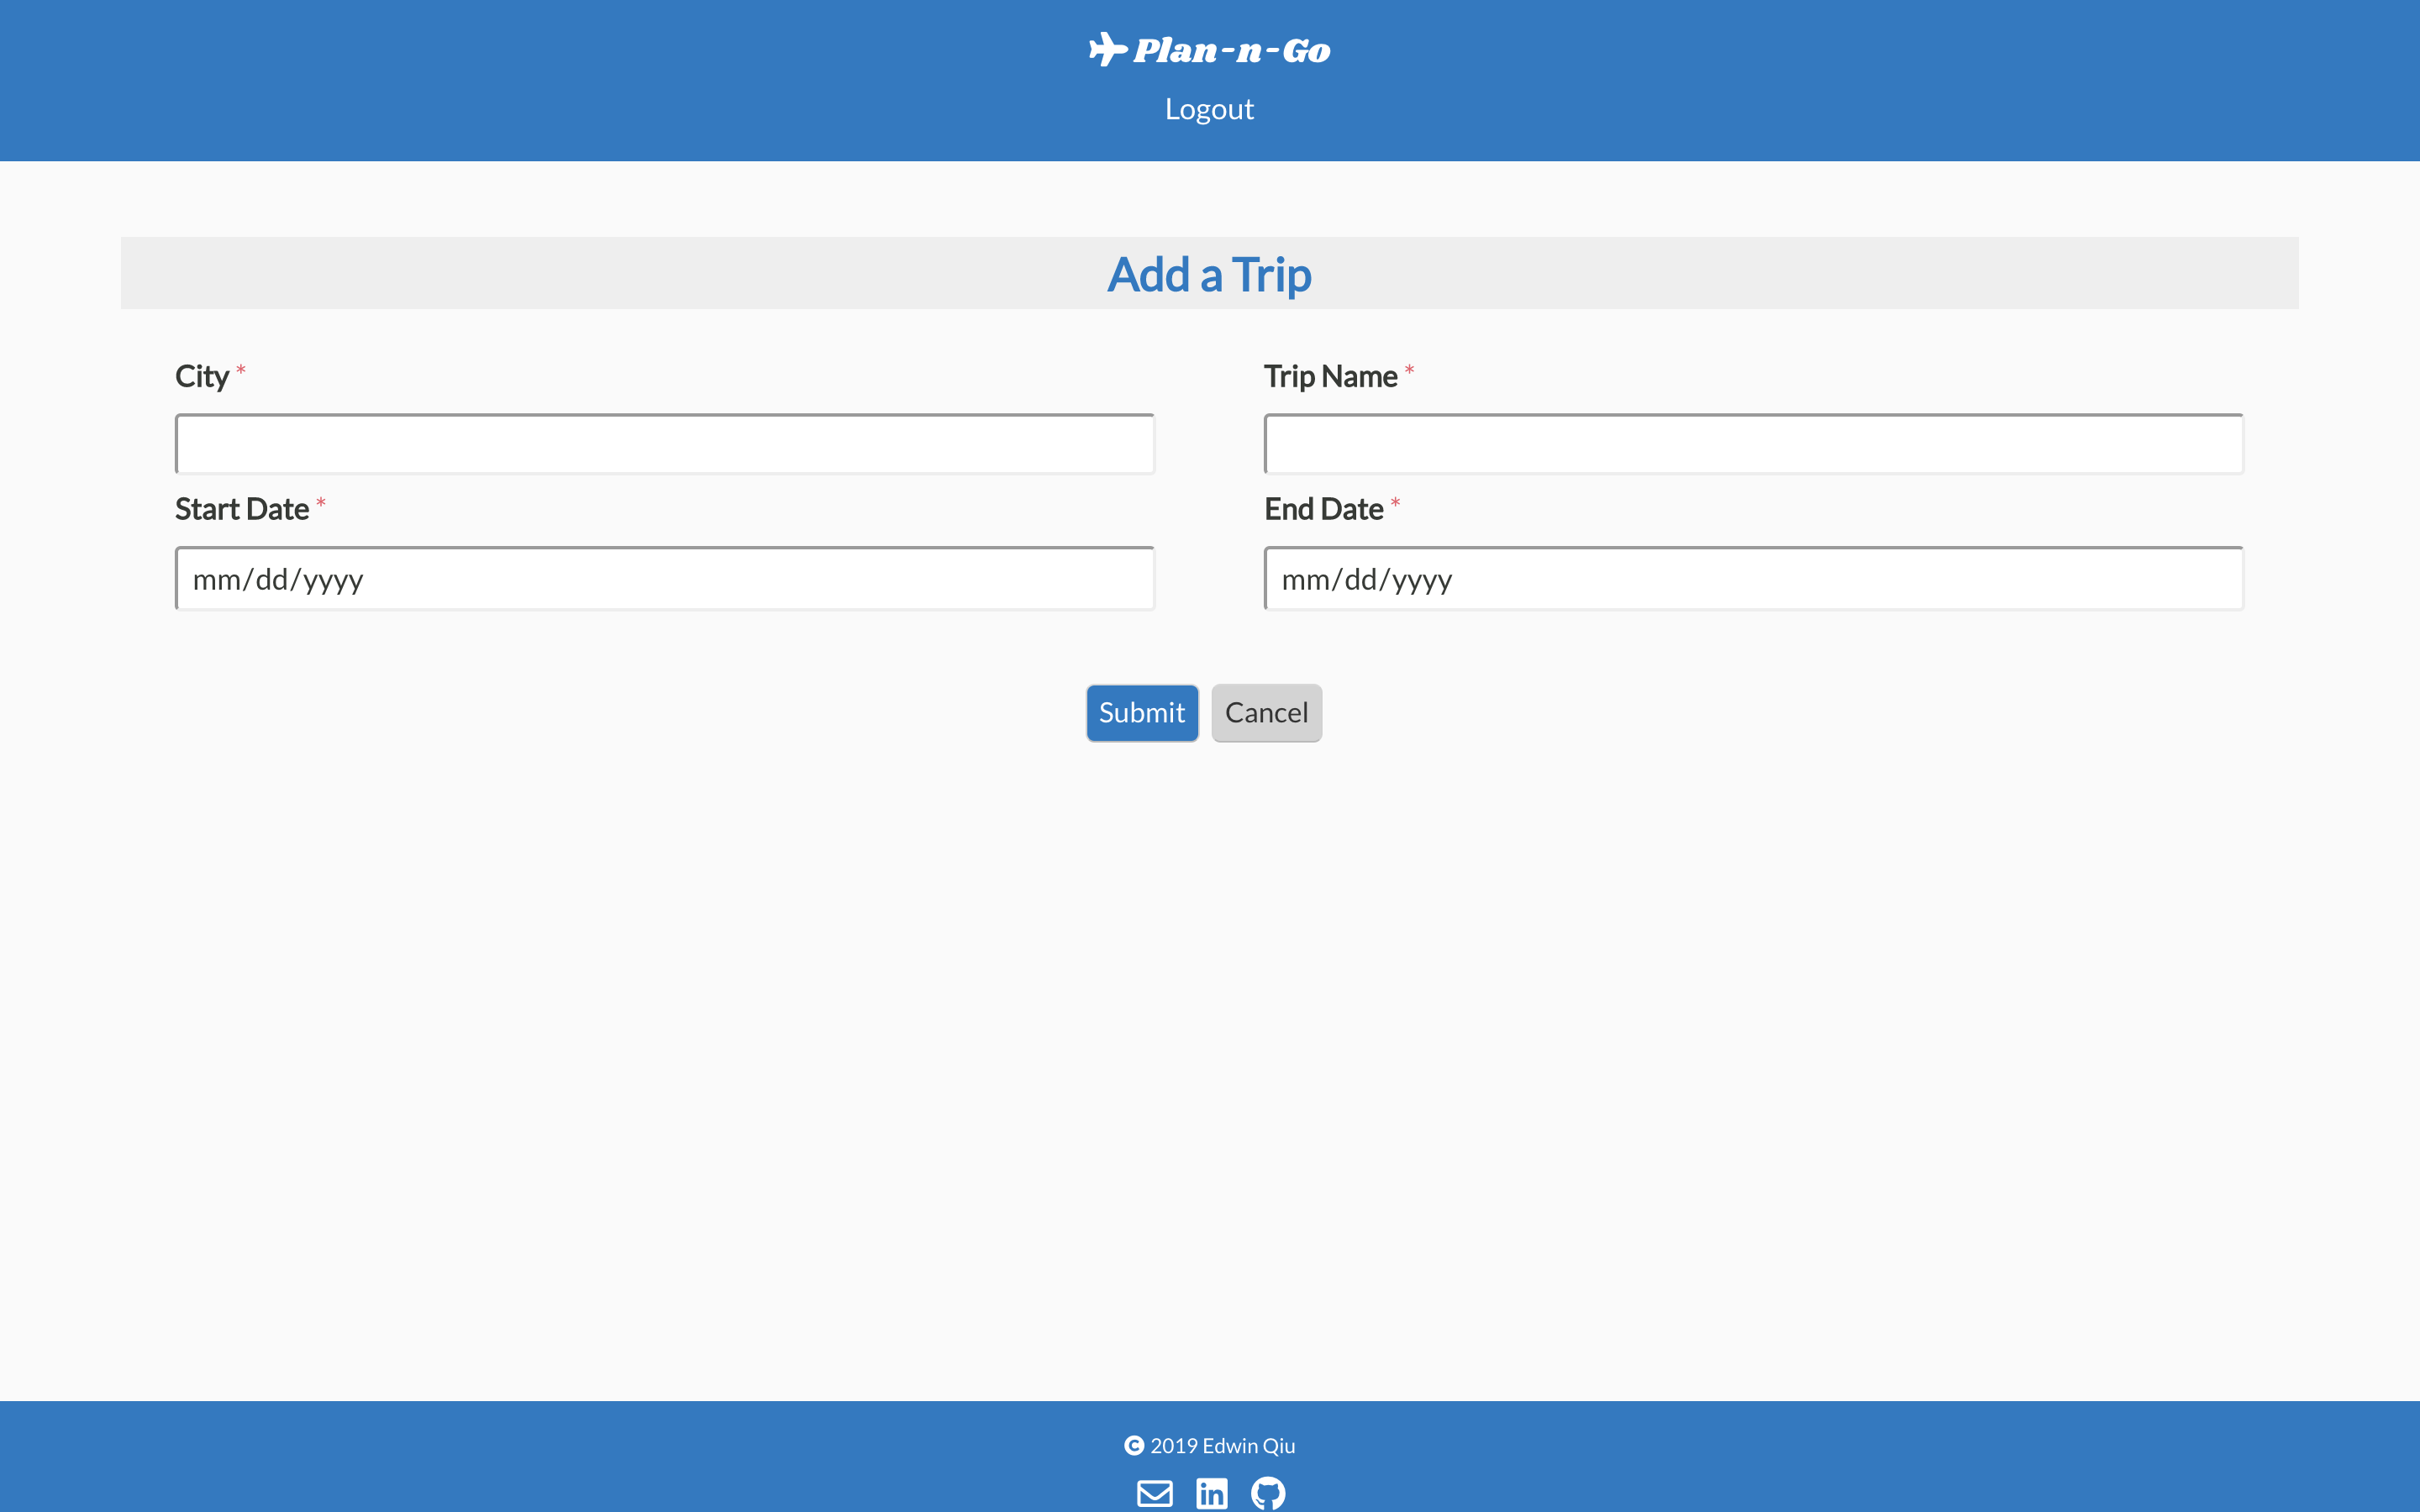 Plan-n-Go
Logout
Add a Trip
City *
Trip Name *
Start Date *
End Date *
mm/dd/yyyy
mm/dd/yyyy
Submit
Cancel
© 2019 Edwin Qiu